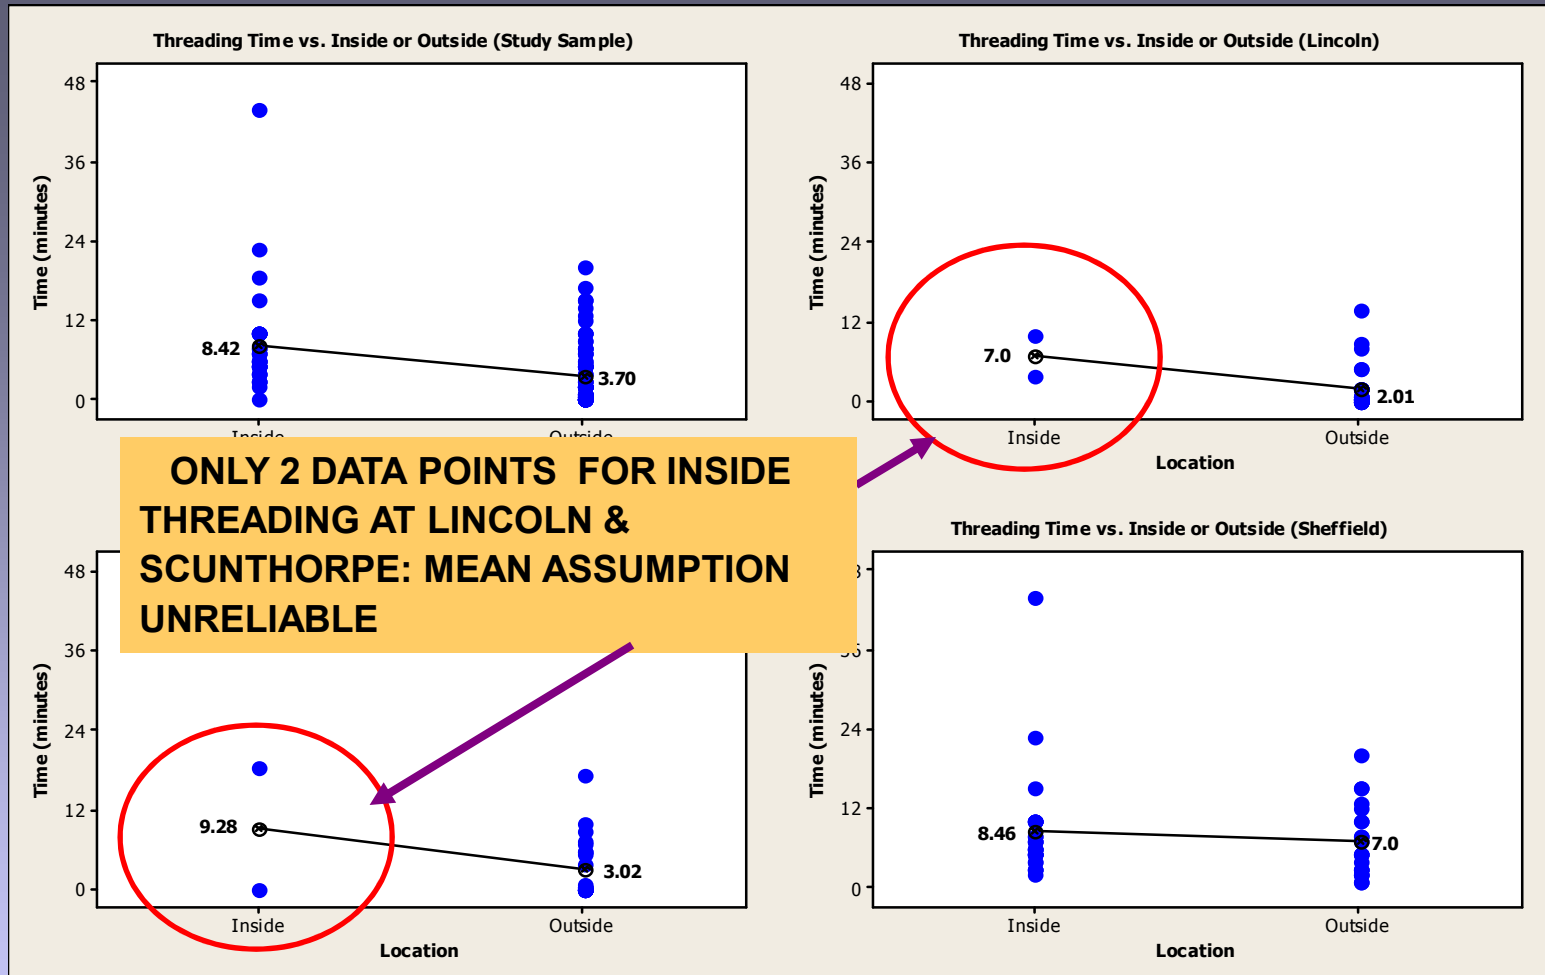 Threading Time vs. Inside or Outside (Study Sample)
48
36
24
12
0
Time (minutes)
8.42
3.70
Inside
Outside
Threading Time vs. Inside or Outside (Lincoln)
48
36
24
12
0
Time (minutes)
7.0
2.01
Inside
Outside
Location
ONLY 2 DATA POINTS FOR INSIDE
THREADING AT LINCOLN &
SCUNTHORPE: MEAN ASSUMPTION
UNRELIABLE
48
36
24
12
0
Time (minutes)
9.28
3.02
Inside
Outside
Location
Threading Time vs. Inside or Outside (Sheffield)
24
12
0
Time (minutes)
8.46
7.0
Inside
Outside
Location